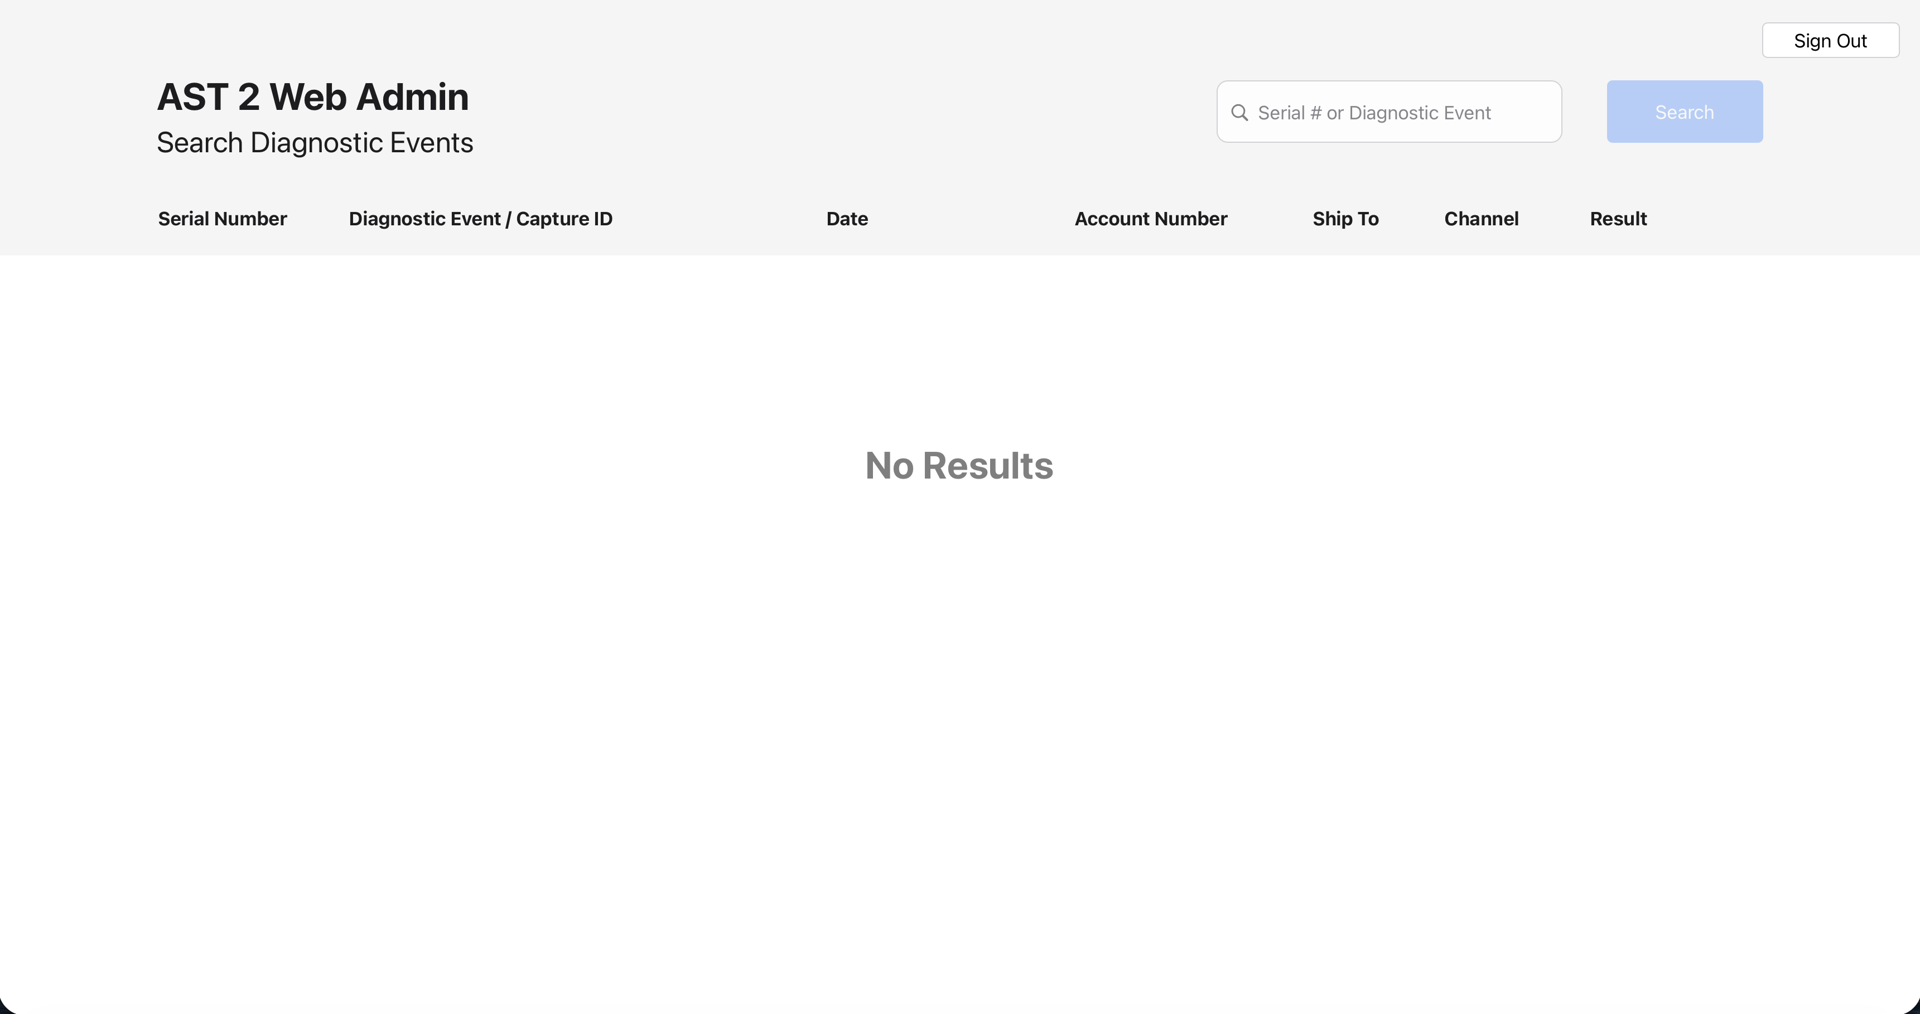 Sign Out
AST 2 Web Admin
Search Diagnostic Events
Serial # or Diagnostic Event
Search
Serial Number Diagnostic Event / Capture ID Date Account Number Ship To Channel Result
No Results